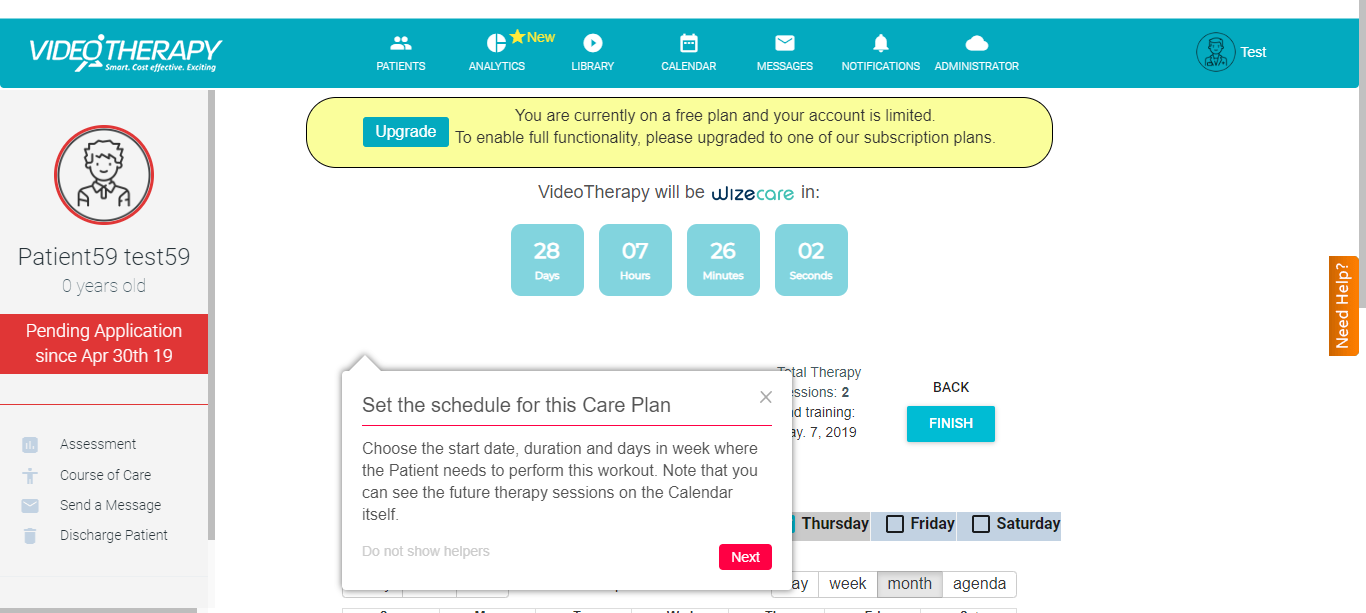 VIDEOTHERAPY
Smart. Cost effective. Exciting
PATIENTS
ANALYTICS
New
LIBRARY
CALENDAR
MESSAGES
NOTIFICATIONS
ADMINISTRATOR
Test
Patient59 test59
0 years old
Pending Application
since Apr 30th 19
Assessment
Course of Care
Send a Message
Discharge Patient
Upgrade
You are currently on a free plan and your account is limited.
To enable full functionality, please upgraded to one of our subscription plans.
VideoTherapy will be wizecare in:
28 07 26 02
Days Hours Minutes Seconds
Need Help?
Set the schedule for this Care Plan
Choose the start date, duration and days in week where
the Patient needs to perform this workout. Note that you
can see the future therapy sessions on the Calendar
itself.
Do not show helpers
Next
Total Therapy
essions: 2
nd training:
ay. 7, 2019
BACK
FINISH
Thursday Friday Saturday
ay week month agenda